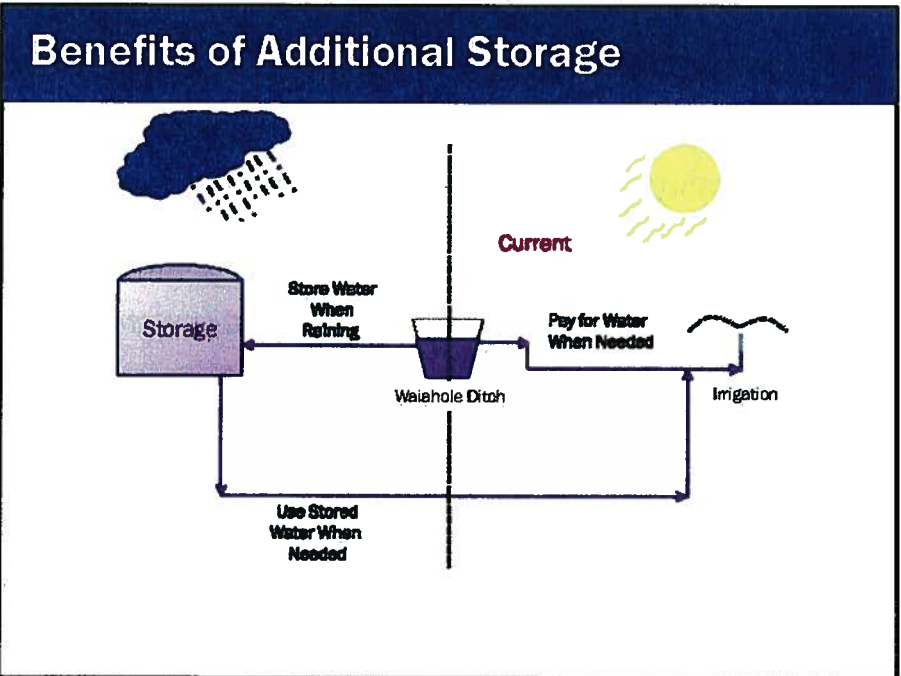 Benefits of Additional Storage
Current
Store Water
When
Raining
Storage
Pay for Water
When Needed
Waiahole Ditch
Irrigation
Use Stored
Water When
Needed